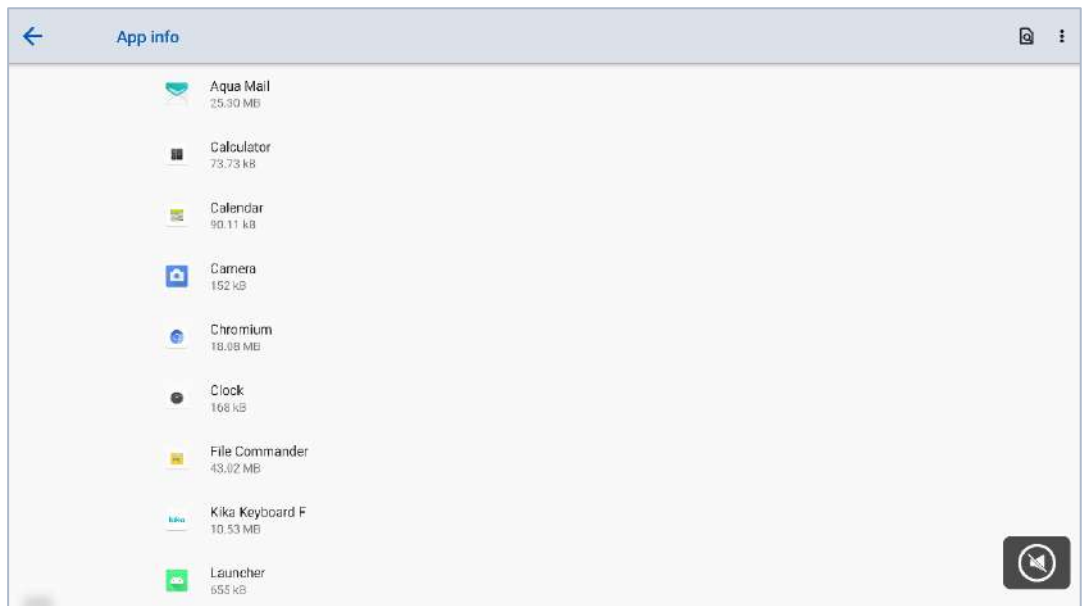 App info
Aqua Mail
25.30 MB
Calculator
73.73 kB
Calendar
90.11 kB
Camera
152 kB
Chromium
18.08 MB
Clock
168 kB
File Commander
43.02 MB
kika
Kika Keyboard F
10.53 MB
Launcher
655 kB